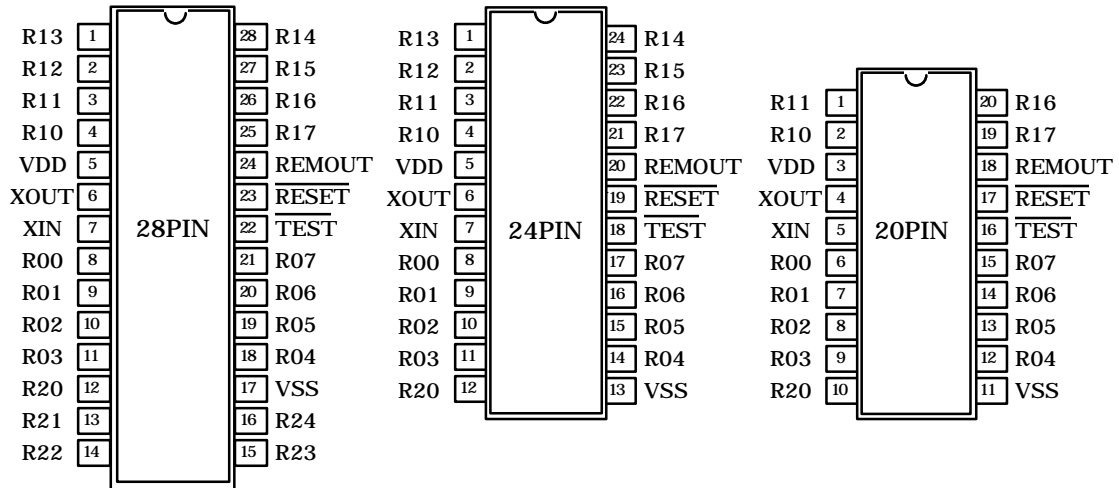 R13 1 28 R14
R12 2 27 R15
R11 3 26 R16
R10 4 25 R17
VDD 5 24 REMOUT
XOUT 6 23 RESET
XIN 7 28PIN 22 TEST
R00 8 21 R07
R01 9 20 R06
R02 10 19 R05
R03 11 18 R04
R20 12 17 VSS
R21 13 16 R24
R22 14 15 R23
R13 1 24 R14
R12 2 23 R15
R11 3 22 R16
R10 4 21 R17
VDD 5 20 REMOUT
XOUT 6 19 RESET
XIN 7 24PIN 18 TEST
R00 8 17 R07
R01 9 16 R06
R02 10 15 R05
R03 11 14 R04
R20 12 13 VSS
R11 1 20 R16
R10 2 19 R17
VDD 3 18 REMOUT
XOUT 4 17 RESET
XIN 5 20PIN 16 TEST
R00 6 15 R07
R01 7 14 R06
R02 8 13 R05
R03 9 12 R04
R20 10 11 VSS